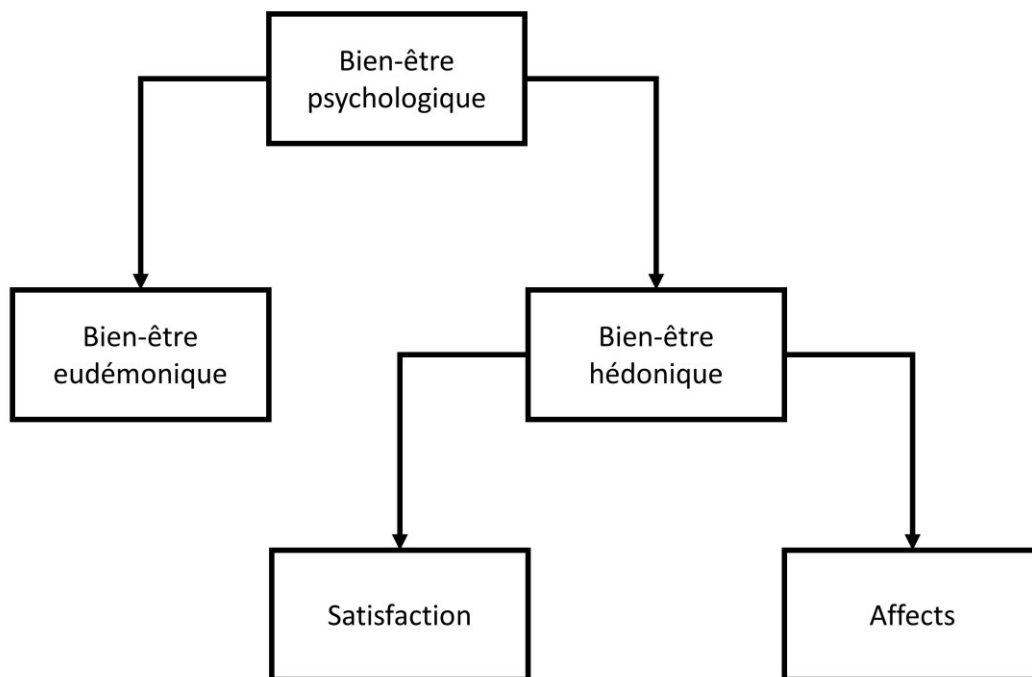 Bien-être
psychologique
Bien-être
eudémonique
Bien-être
hédonique
Satisfaction
Affects